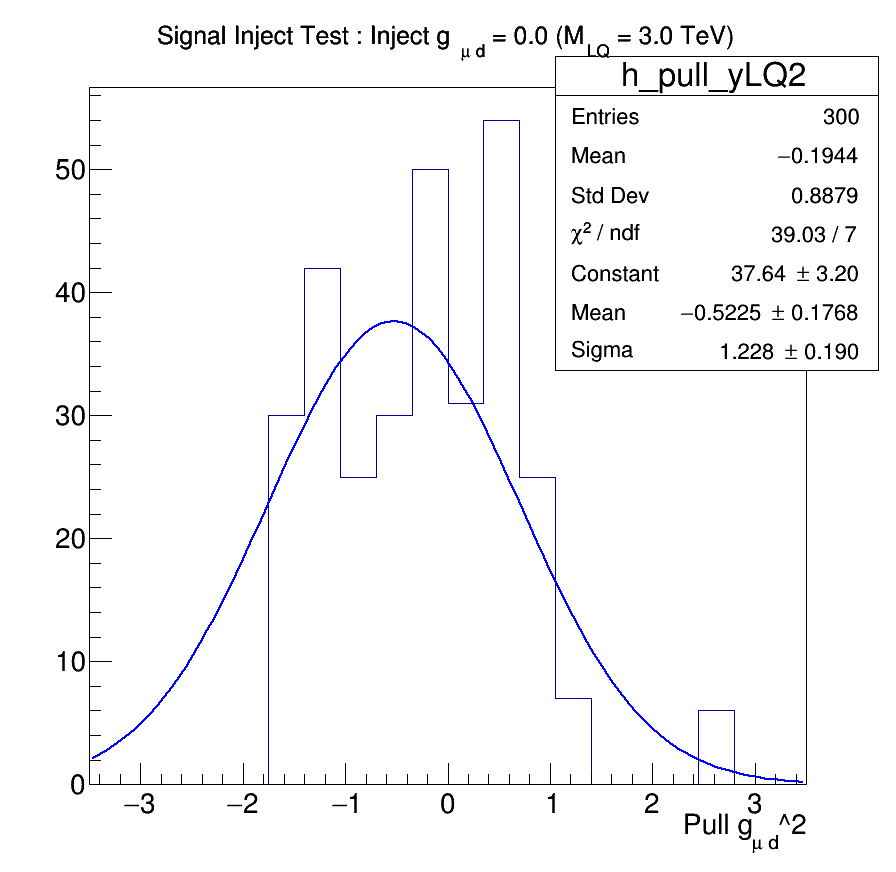 Signal Inject Test : Inject g μ d = 0.0 (M LQ = 3.0 TeV)
h_pull_yLQ2
Entries 300
Mean −0.1944
Std Dev 0.8879
χ² / ndf 39.03 / 7
Constant 37.64 ± 3.20
Mean −0.5225 ± 0.1768
Sigma 1.228 ± 0.190
50
40
30
20
10
0
−3 −2 −1 0 1 2 3
Pull g μ d ^2